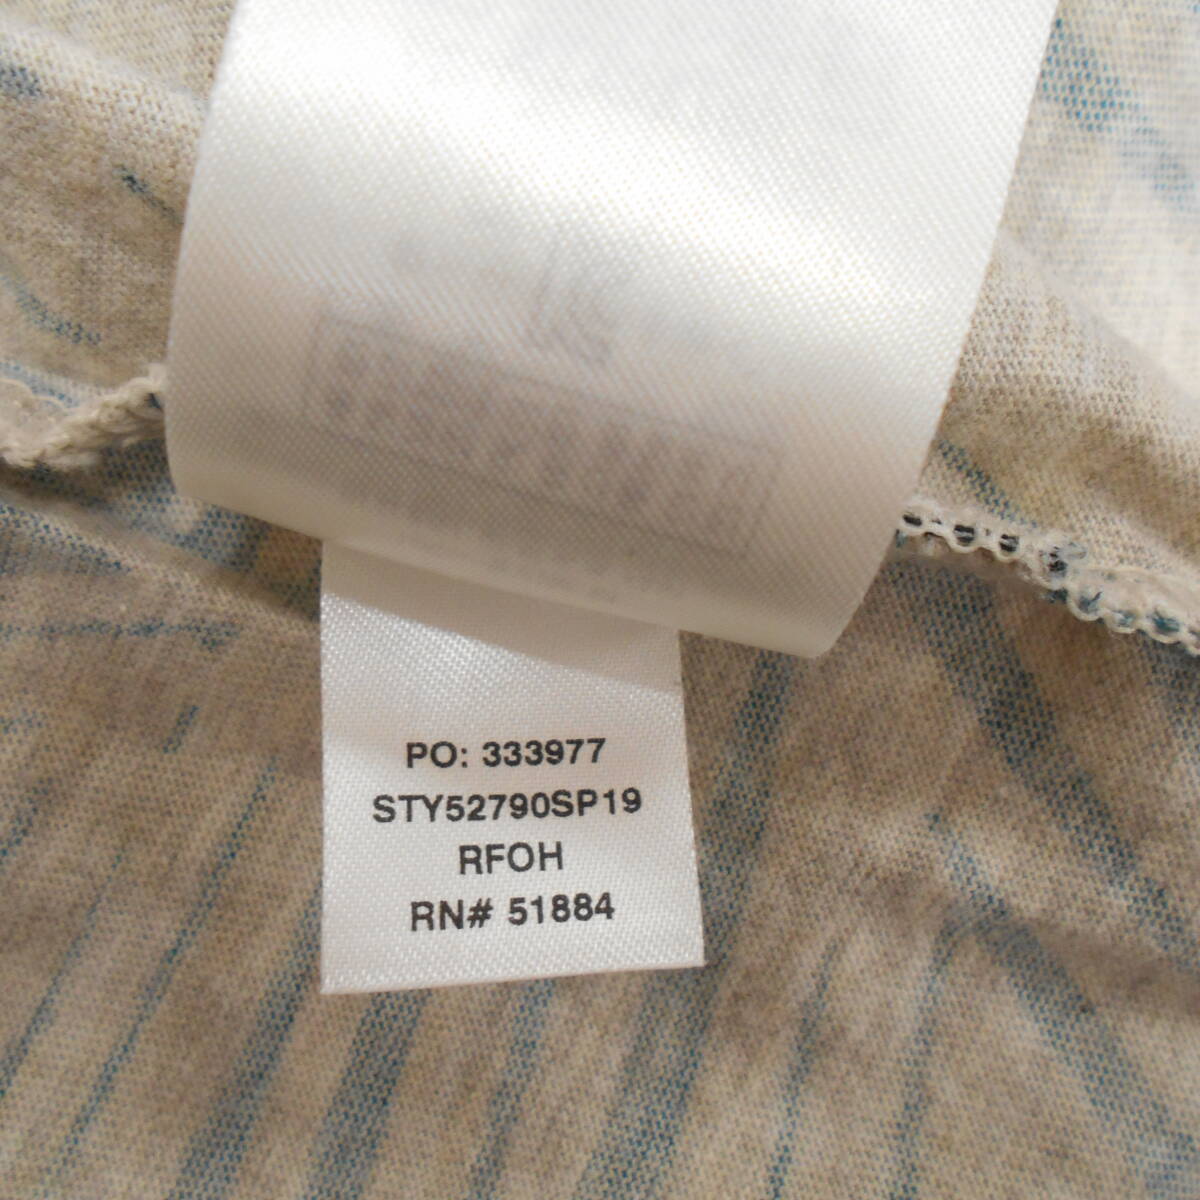 PO: 333977
STY52790SP19
RFOH
RN# 51884